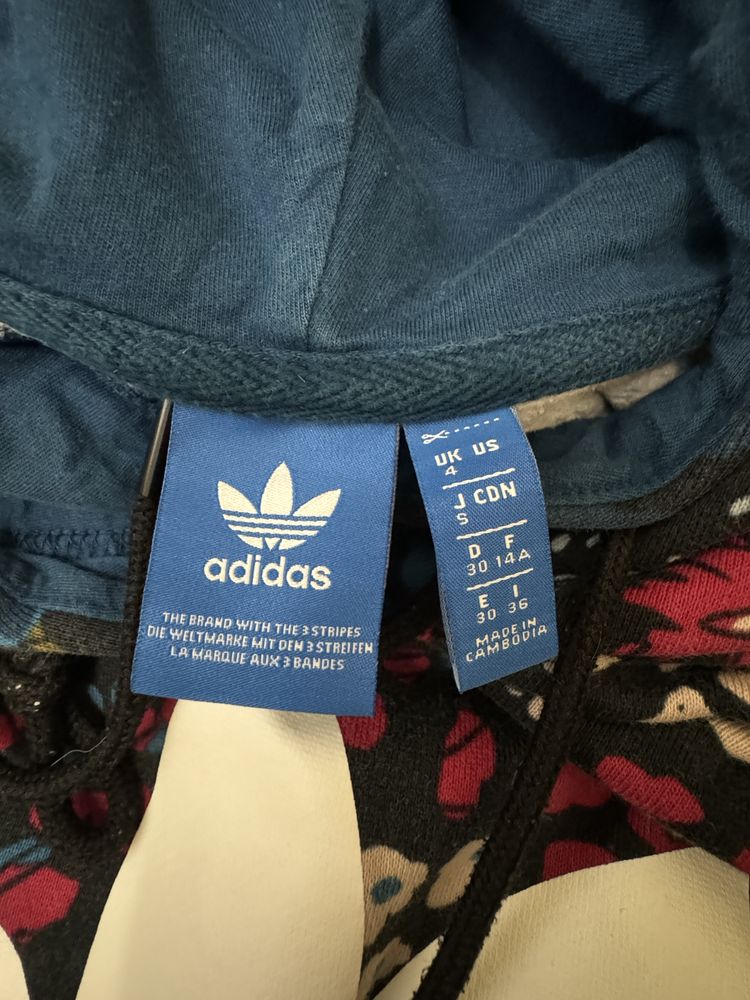 adidas
THE BRAND WITH THE 3 STRIPES
DIE WELTMARKE MIT DEN 3 STREIFEN
LA MARQUE AUX 3 BANDES
UK US
4
J CDN
S
D F
30 14A
E I
30 36
MADE IN
CAMBODIA